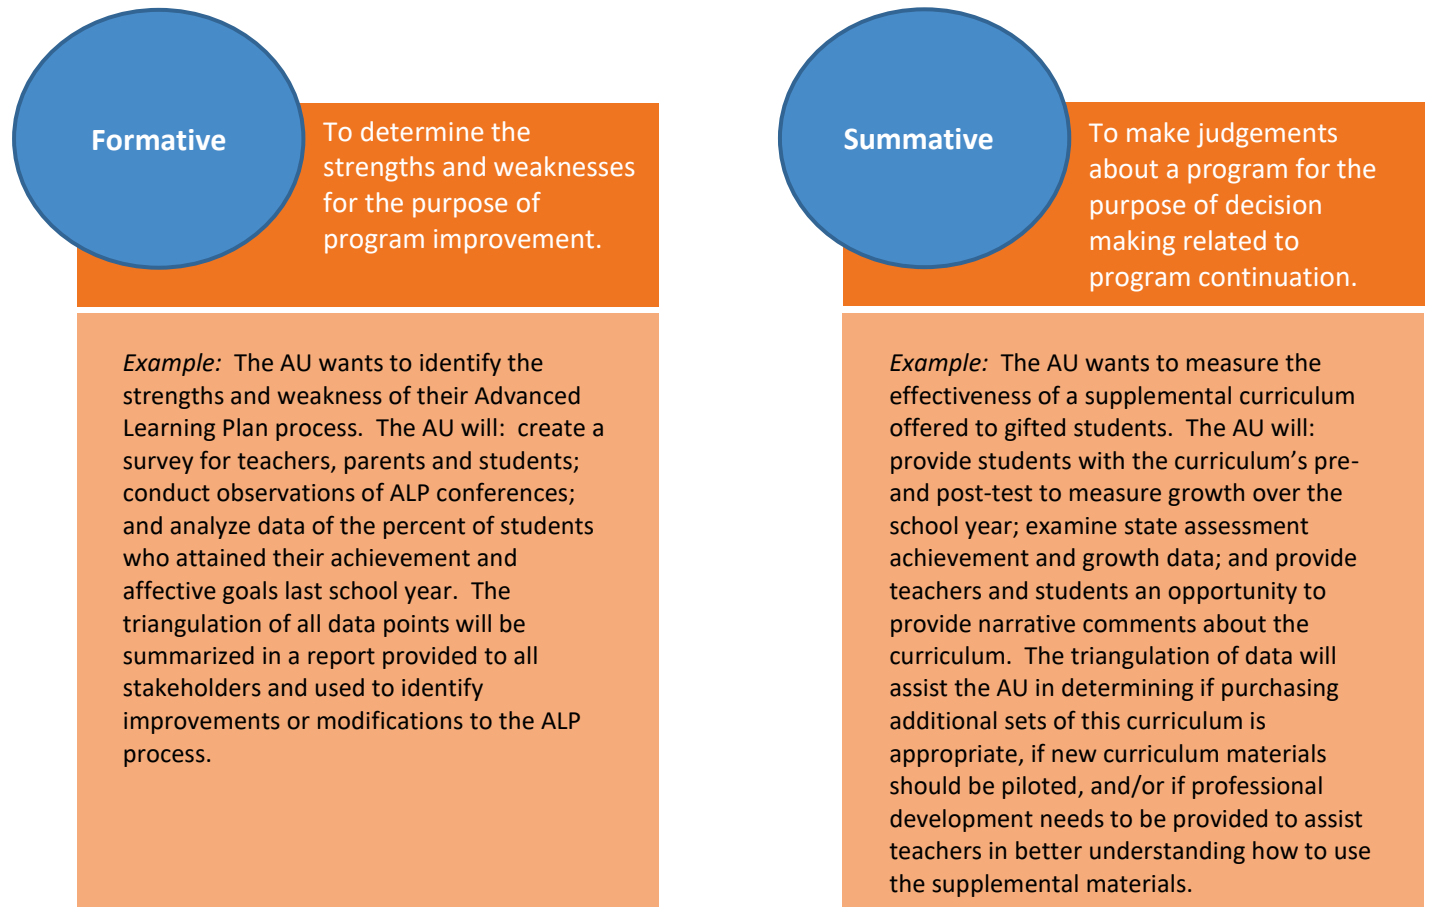 Formative
To determine the
strengths and weaknesses
for the purpose of
program improvement.
Example:  The AU wants to identify the
strengths and weakness of their Advanced
Learning Plan process.  The AU will:  create a
survey for teachers, parents and students;
conduct observations of ALP conferences;
and analyze data of the percent of students
who attained their achievement and
affective goals last school year.  The
triangulation of all data points will be
summarized in a report provided to all
stakeholders and used to identify
improvements or modifications to the ALP
process.
Summative
To make judgements
about a program for the
purpose of decision
making related to
program continuation.
Example:  The AU wants to measure the
effectiveness of a supplemental curriculum
offered to gifted students.  The AU will:
provide students with the curriculum’s pre-
and post-test to measure growth over the
school year; examine state assessment
achievement and growth data; and provide
teachers and students an opportunity to
provide narrative comments about the
curriculum.  The triangulation of data will
assist the AU in determining if purchasing
additional sets of this curriculum is
appropriate, if new curriculum materials
should be piloted, and/or if professional
development needs to be provided to assist
teachers in better understanding how to use
the supplemental materials.